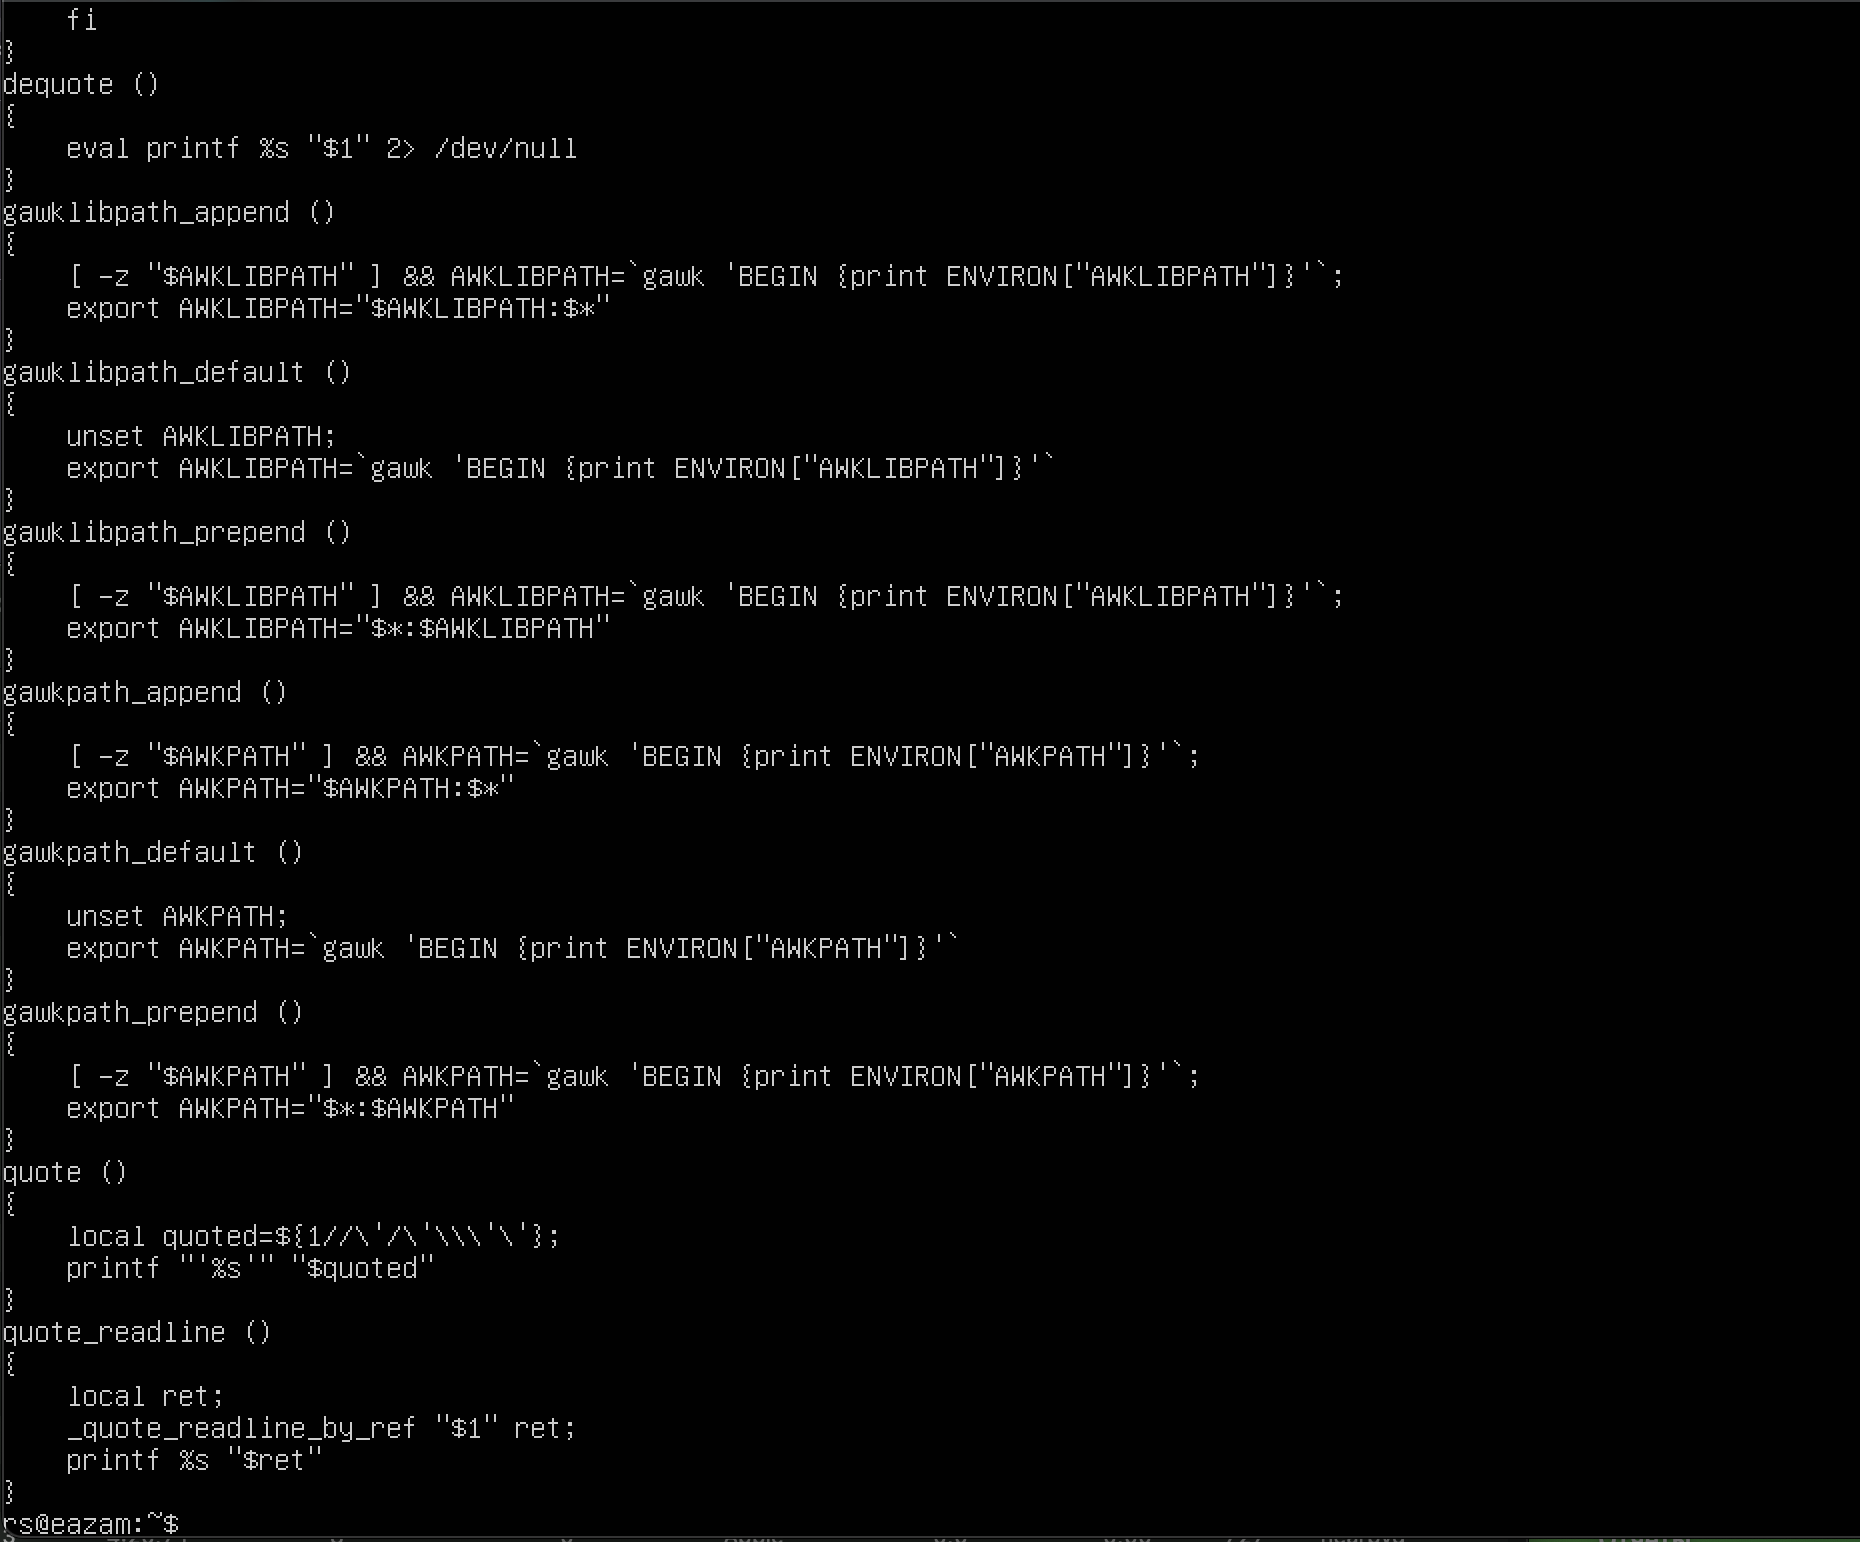 fi
}
dequote ()
{
    eval printf %s "$1" 2> /dev/null
}
gawklibpath_append ()
{
    [ -z "$AWKLIBPATH" ] && AWKLIBPATH=`gawk 'BEGIN {print ENVIRON["AWKLIBPATH"]}'`;
    export AWKLIBPATH="$AWKLIBPATH:$*"
}
gawklibpath_default ()
{
    unset AWKLIBPATH;
    export AWKLIBPATH=`gawk 'BEGIN {print ENVIRON["AWKLIBPATH"]}'`
}
gawklibpath_prepend ()
{
    [ -z "$AWKLIBPATH" ] && AWKLIBPATH=`gawk 'BEGIN {print ENVIRON["AWKLIBPATH"]}'`;
    export AWKLIBPATH="$*:$AWKLIBPATH"
}
gawkpath_append ()
{
    [ -z "$AWKPATH" ] && AWKPATH=`gawk 'BEGIN {print ENVIRON["AWKPATH"]}'`;
    export AWKPATH="$AWKPATH:$*"
}
gawkpath_default ()
{
    unset AWKPATH;
    export AWKPATH=`gawk 'BEGIN {print ENVIRON["AWKPATH"]}'`
}
gawkpath_prepend ()
{
    [ -z "$AWKPATH" ] && AWKPATH=`gawk 'BEGIN {print ENVIRON["AWKPATH"]}'`;
    export AWKPATH="$*:$AWKPATH"
}
quote ()
{
    local quoted=${1//\'/\'\\\'\'};
    printf "'%s'" "$quoted"
}
quote_readline ()
{
    local ret;
    _quote_readline_by_ref "$1" ret;
    printf %s "$ret"
}
rs@eazam:~$